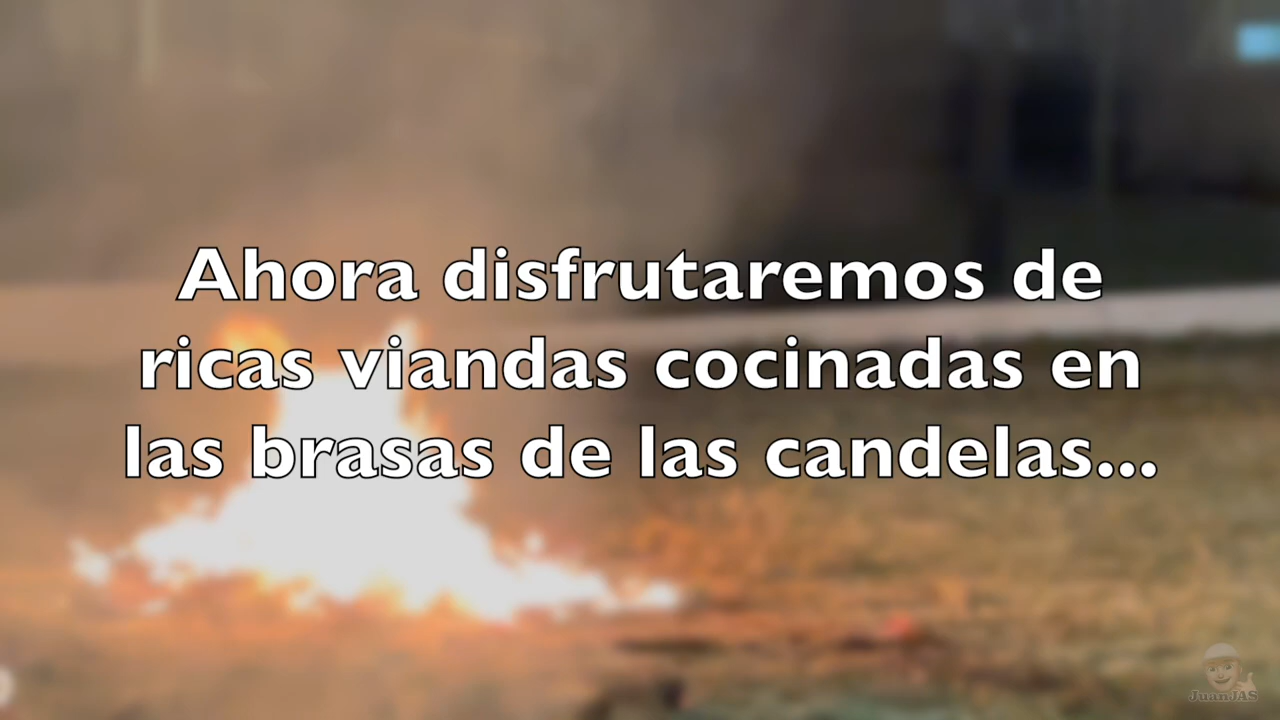 Ahora disfrutaremos de
ricas viandas cocinadas en
las brasas de las candelas...
JuanJAS